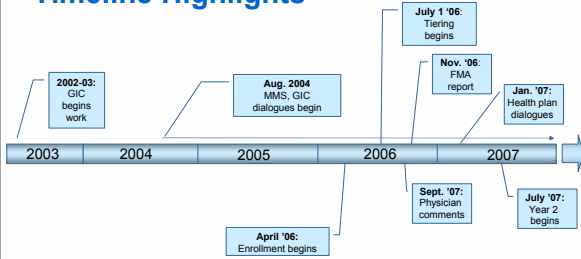 Timeline Highlights
July 1 '06:
Tiering
begins
Nov. '06:
FMA
report
2002-03:
GIC
begins
work
Aug. 2004
MMS, GIC
dialogues begin
Jan. '07:
Health plan
dialogues
2003
2004
2005
2006
2007
Sept. '07:
Physician
comments
July '07:
Year 2
begins
April '06:
Enrollment begins